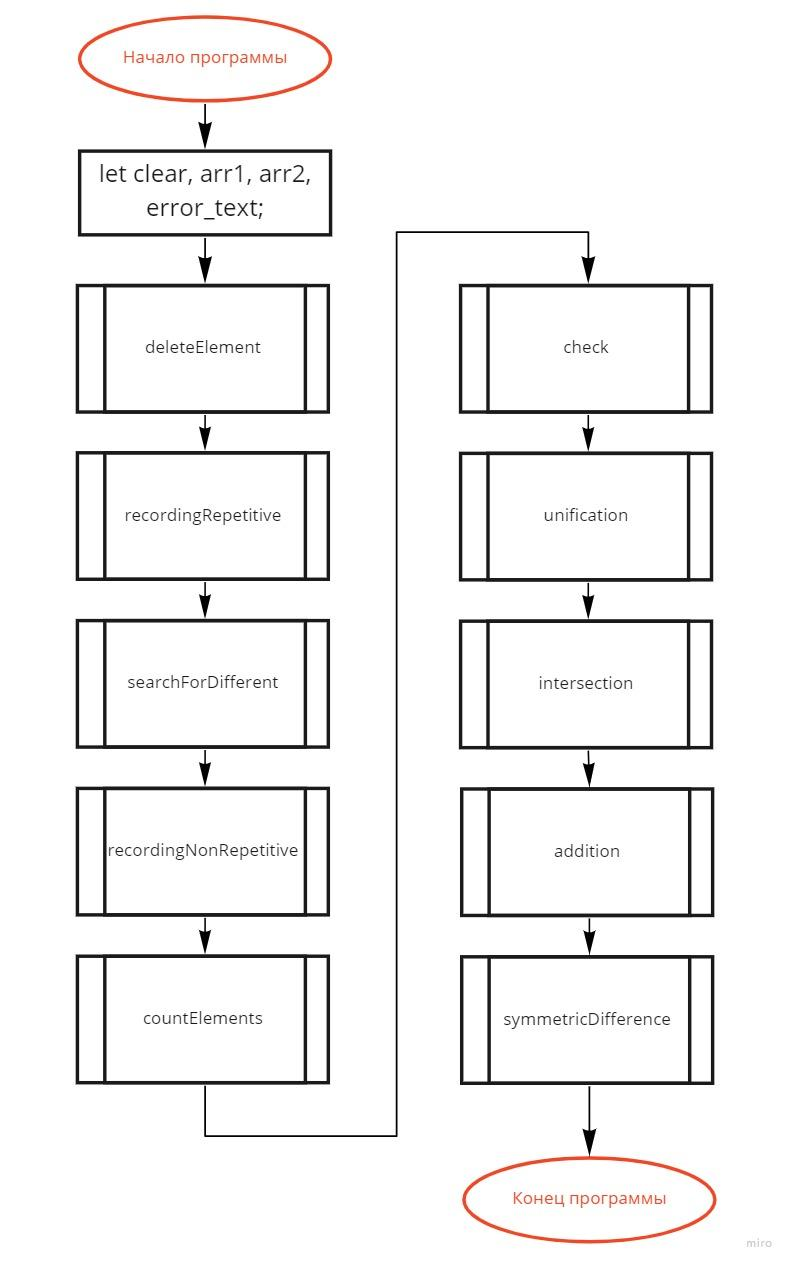 Начало программы
let clear, arr1, arr2,
error_text;
deleteElement
recordingRepetitive
searchForDifferent
recordingNonRepetitive
countElements
check
unification
intersection
addition
symmetricDifference
Конец программы
miro